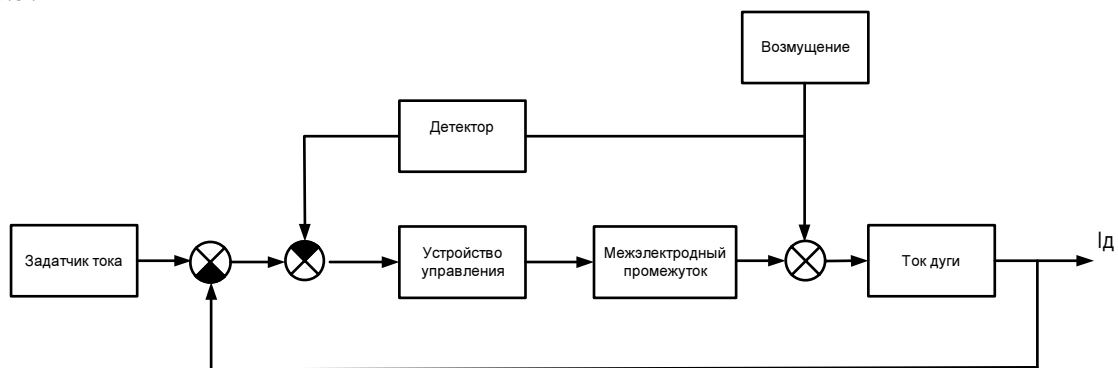 Возмущение
Детектор
Задатчик тока
Устройство
управления
Межэлектродный
промежуток
Ток дуги
Iд